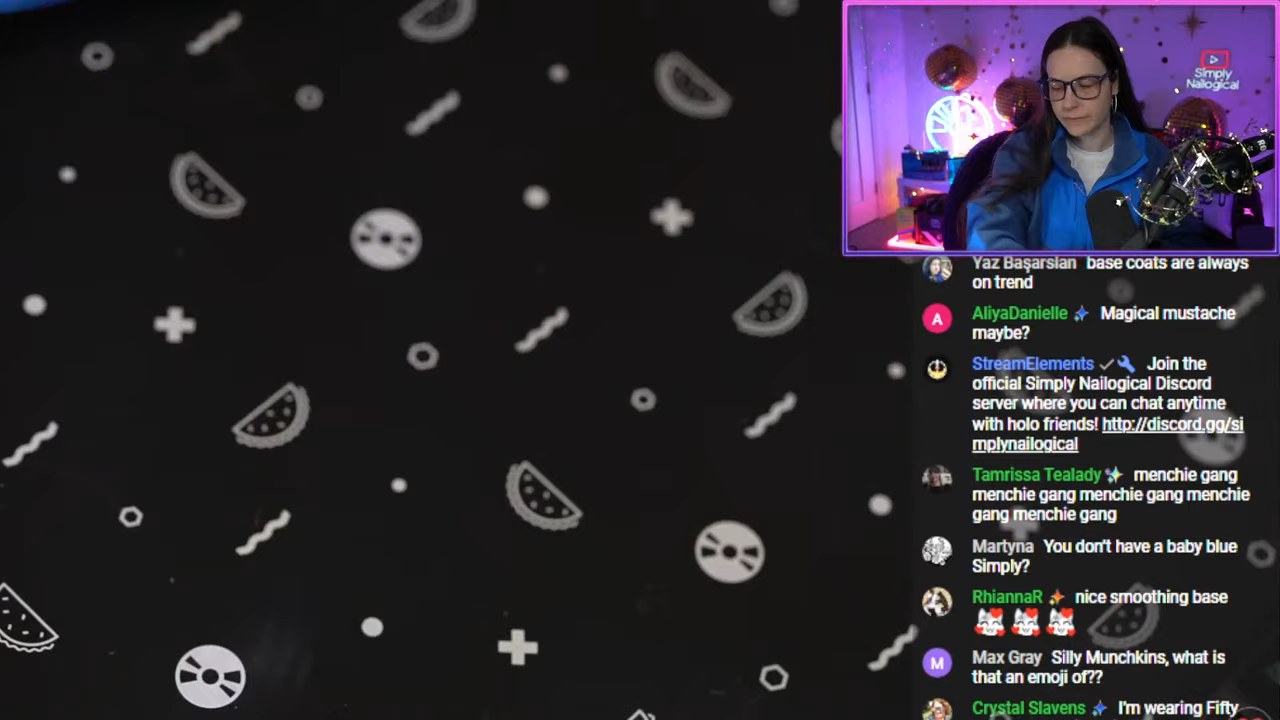 Simply
Nailogical
Yaz Başarslan base coats are always
on trend
A AliyaDanielle Magical mustache
maybe?
StreamElements Join the
official Simply Nailogical Discord
server where you can chat anytime
with holo friends! http://discord.gg/si
mplynailogical
Tamrissa Tealady menchie gang
menchie gang menchie gang menchie
gang menchie gang
Martyna You don't have a baby blue
Simply?
RhiannaR nice smoothing base
M Max Gray Silly Munchkins, what is
that an emoji of??
Crystal Slavens I'm wearing Fifty